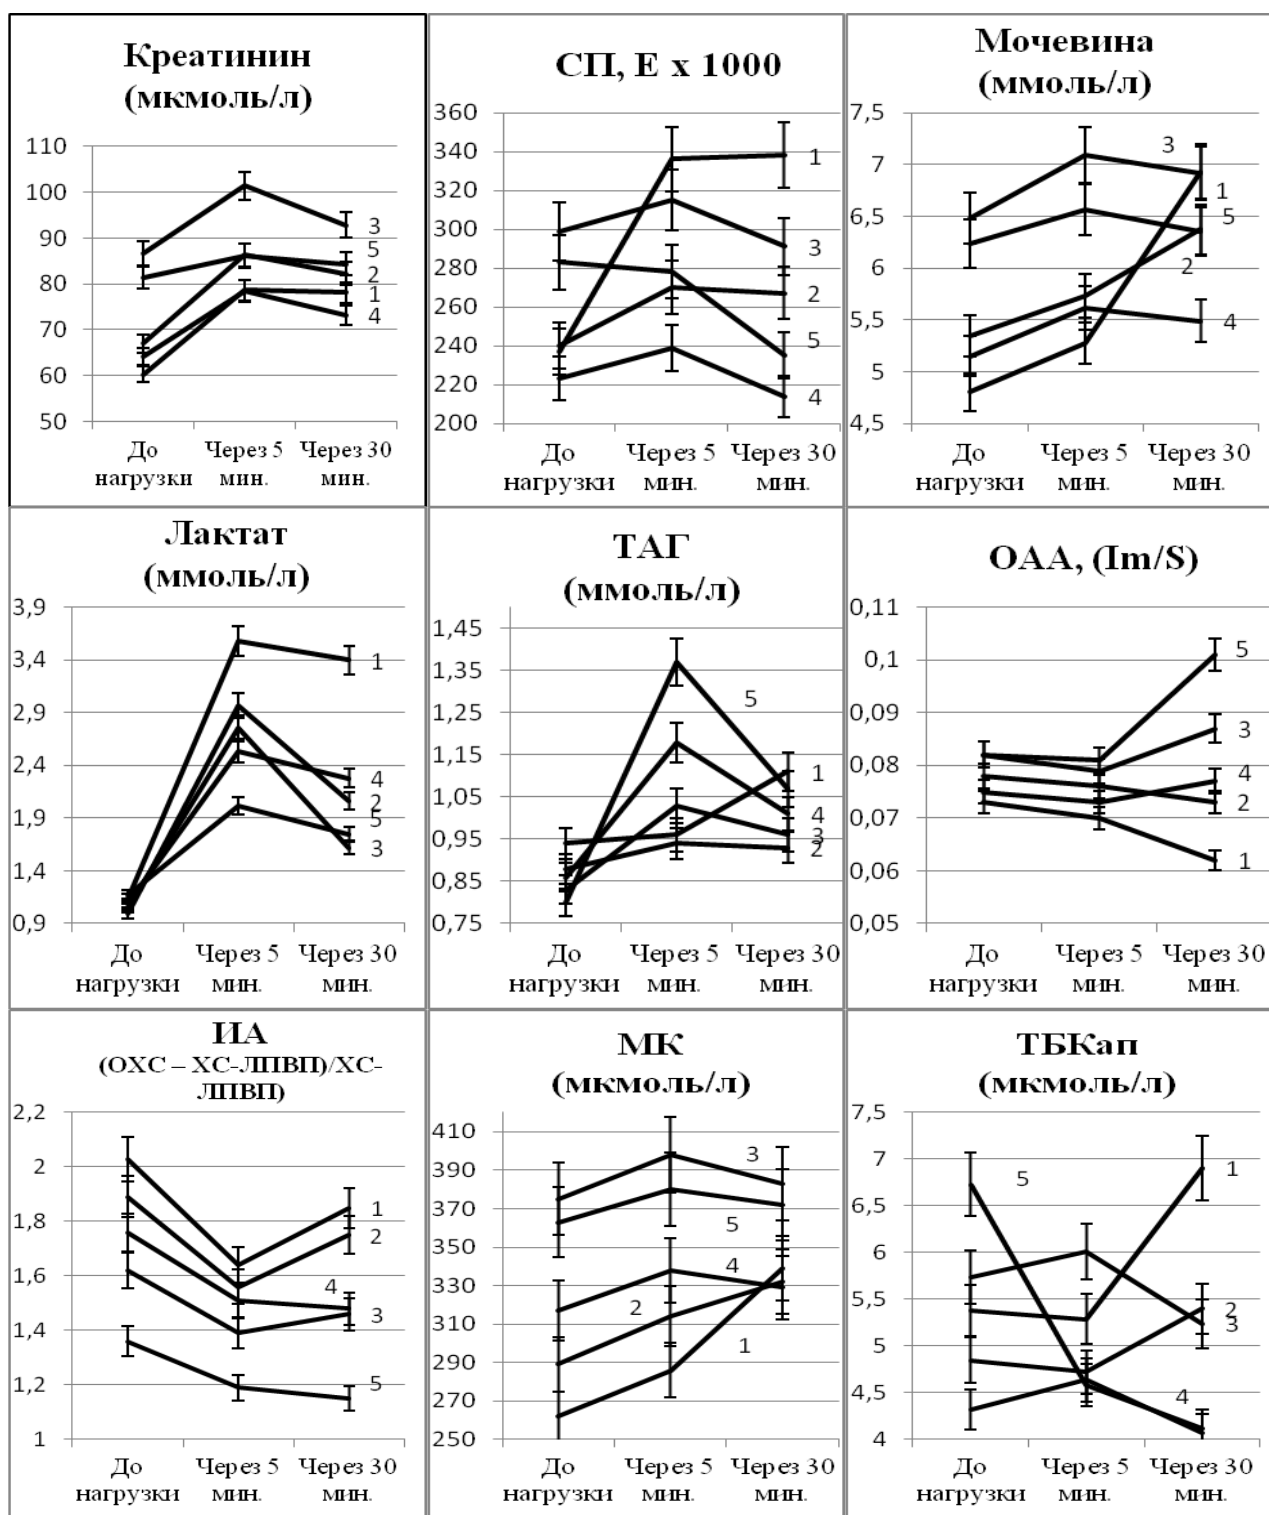 Креатинин
(мкмоль/л)
110
100
90
80
70
60
50
3
5
2
1
4
До нагрузки
Через 5 мин.
Через 30 мин.
СП, Е х 1000
360
340
320
300
280
260
240
220
200
1
3
2
5
4
До нагрузки
Через 5 мин.
Через 30 мин.
Мочевина
(ммоль/л)
7,5
7
6,5
6
5,5
5
4,5
3
1
5
2
4
До нагрузки
Через 5 мин.
Через 30 мин.
Лактат
(ммоль/л)
3,9
3,4
2,9
2,4
1,9
1,4
0,9
1
4
2
5
3
До нагрузки
Через 5 мин.
Через 30 мин.
ТАГ
(ммоль/л)
1,45
1,35
1,25
1,15
1,05
0,95
0,85
0,75
5
1
4
3
2
До нагрузки
Через 5 мин.
Через 30 мин.
ОАА, (Im/S)
0,11
0,1
0,09
0,08
0,07
0,06
0,05
5
3
4
2
1
До нагрузки
Через 5 мин.
Через 30 мин.
ИА
(ОХС – ХС-ЛПВП)/ХС-
ЛПВП)
2,2
2
1,8
1,6
1,4
1,2
1
1
2
4
3
5
До нагрузки
Через 5 мин.
Через 30 мин.
МК
(мкмоль/л)
410
390
370
350
330
310
290
270
250
3
5
4
2
1
До нагрузки
Через 5 мин.
Через 30 мин.
ТБКап
(мкмоль/л)
7,5
7
6,5
6
5,5
5
4,5
4
5
1
2
3
4
До нагрузки
Через 5 мин.
Через 30 мин.